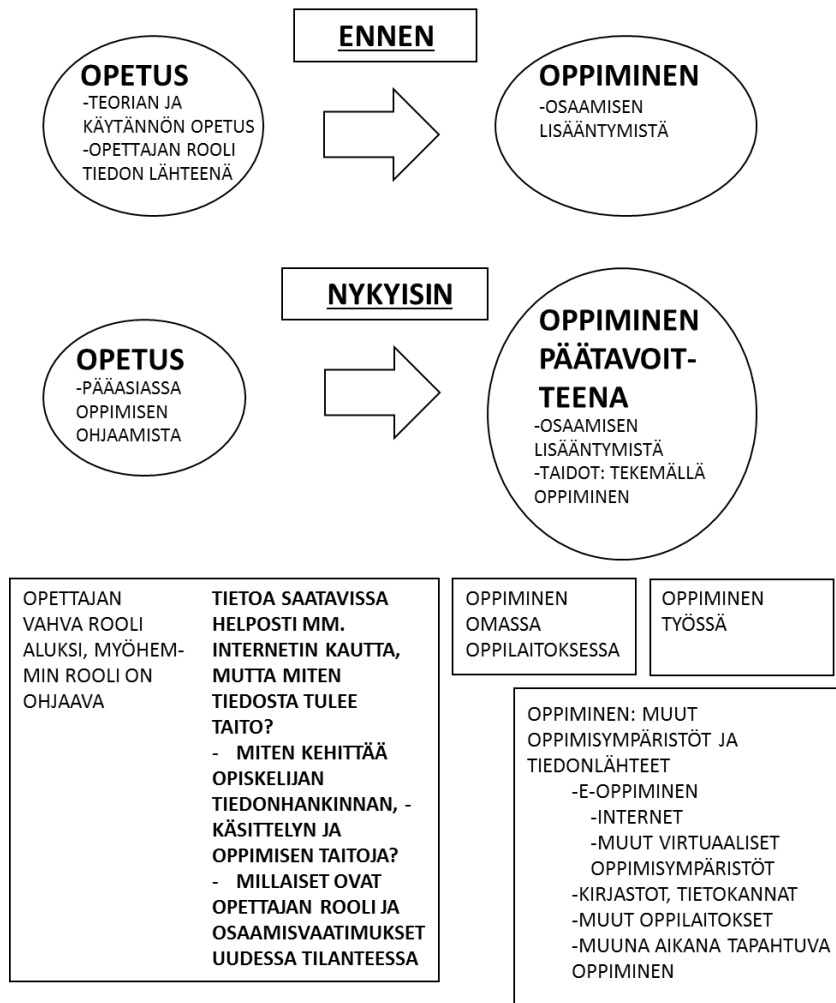 ENNEN
OPETUS
-TEORIAN JA
KÄYTÄNNÖN OPETUS
-OPETTAJAN ROOLI
TIEDON LÄHTEENÄ
OPPIMINEN
-OSAAMISEN
LISÄÄNTYMISTÄ
NYKYISIN
OPETUS
-PÄÄASIASSA
OPPIMISEN
OHJAAMISTA
OPPIMINEN
PÄÄTAVOIT-
TEENA
-OSAAMISEN
LISÄÄNTYMISTÄ
-TAIDOT: TEKEMÄLLÄ
OPPIMINEN
OPETTAJAN
VAHVA ROOLI
ALUKSI, MYÖHEM-
MIN ROOLI ON
OHJAAVA
TIETOA SAATAVISSA
HELPOSTI MM.
INTERNETIN KAUTTA,
MUTTA MITEN
TIEDOSTA TULEE
TAITO?
- MITEN KEHITTÄÄ
OPISKELIJAN
TIEDONHANKINNAN, -
KÄSITTELYN JA
OPPIMISEN TAITOJA?
- MILLAISET OVAT
OPETTAJAN ROOLI JA
OSAAMISVAATIMUKSET
UUDESSA TILANTEESSA
OPPIMINEN
OMASSA
OPPILAITOKSESSA
OPPIMINEN
TYÖSSÄ
OPPIMINEN: MUUT
OPPIMISYMPÄRISTÖT JA
TIEDONLÄHTEET
-E-OPPIMINEN
-INTERNET
-MUUT VIRTUAALISET
OPPIMISYMPÄRISTÖT
-KIRJASTOT, TIETOKANNAT
-MUUT OPPILAITOKSET
-MUUNA AIKANA TAPAHTUVA
OPPIMINEN